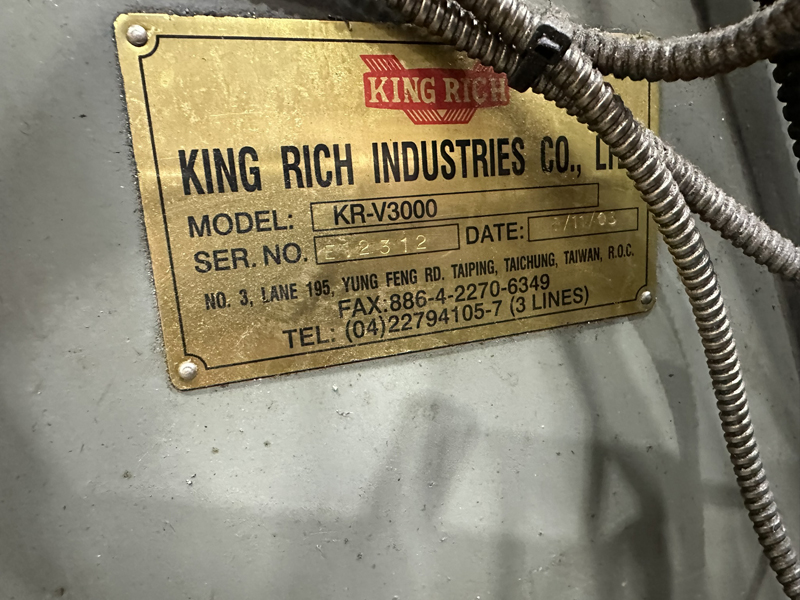 KING RICH
KING RICH INDUSTRIES CO.,
MODEL: KR-V3000
SER. NO. DATE:
NO. 3, LANE 195, YUNG FENG RD. TAIPING, TAICHUNG, TAIWAN, R.O.C.
FAX:886-4-2270-6349
TEL: (04)22794105-7 (3 LINES)